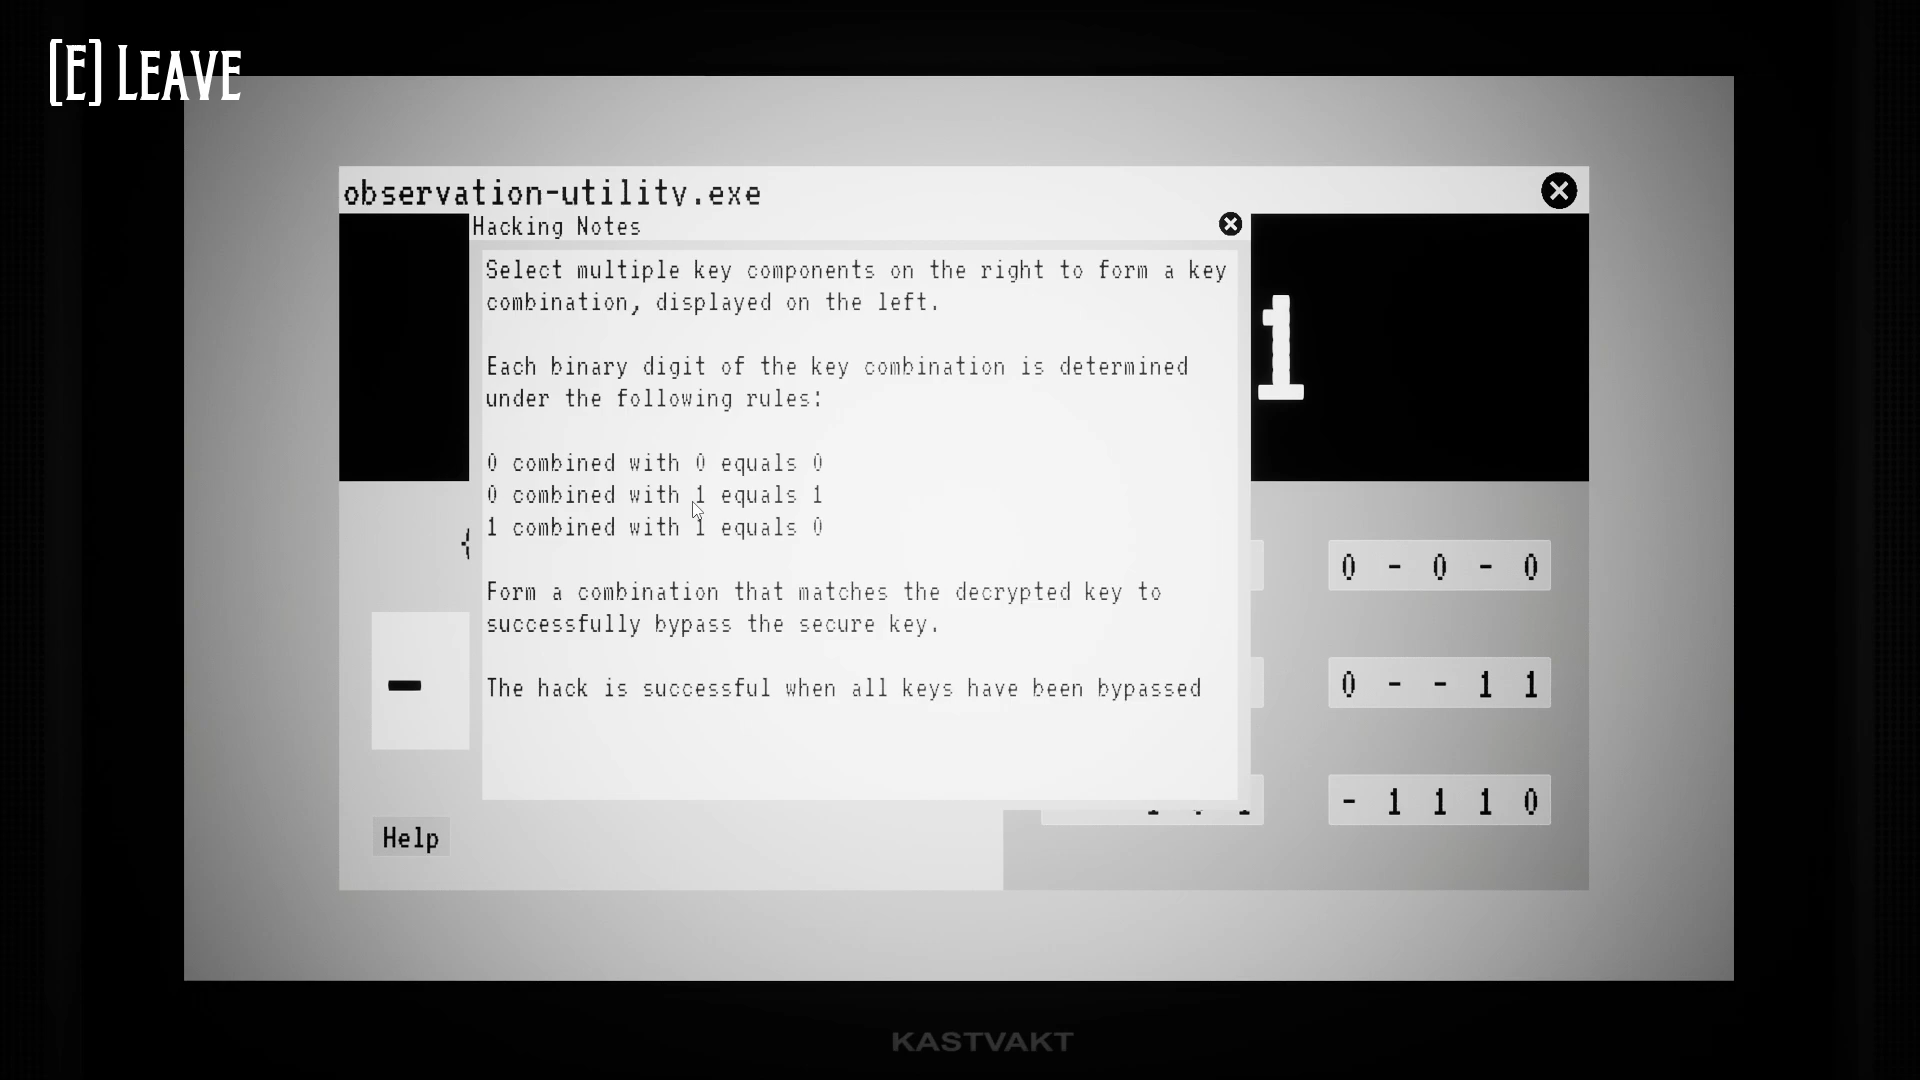 [E] LEAVE
observation-utility.exe
Hacking Notes
Select multiple key components on the right to form a key
combination, displayed on the left.
Each binary digit of the key combination is determined
under the following rules:
0 combined with 0 equals 0
0 combined with 1 equals 1
1 combined with 1 equals 0
Form a combination that matches the decrypted key to
successfully bypass the secure key.
The hack is successful when all keys have been bypassed
1
{
0 - 0 - 0
-
0 - - 1 1
- 1 1 1 0
Help
KASTVAKT